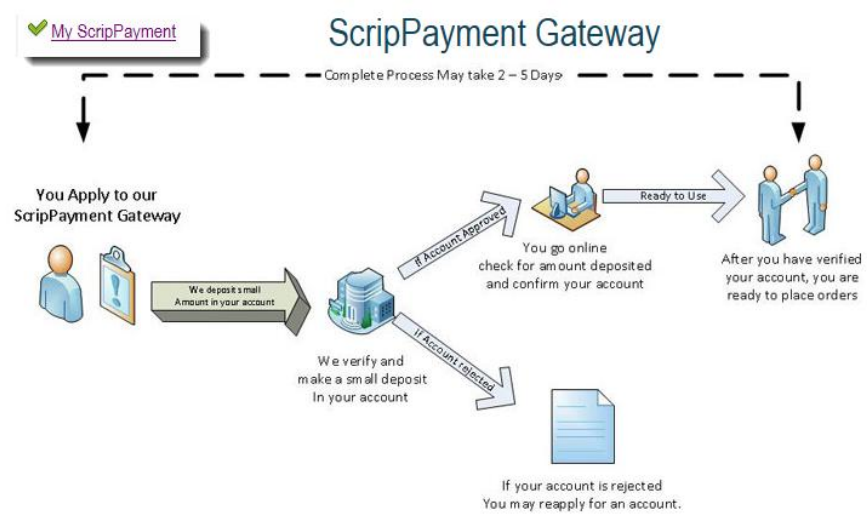 My ScripPayment
ScripPayment Gateway
Complete Process May take 2 – 5 Days
You Apply to our
ScripPayment Gateway
We deposit small
Amount in your account
We verify and
make a small deposit
In your account
If Account Approved
You go online
check for amount deposited
and confirm your account
Ready to Use
After you have verified
your account, you are
ready to place orders
if Account rejected
If your account is rejected
You may reapply for an account.